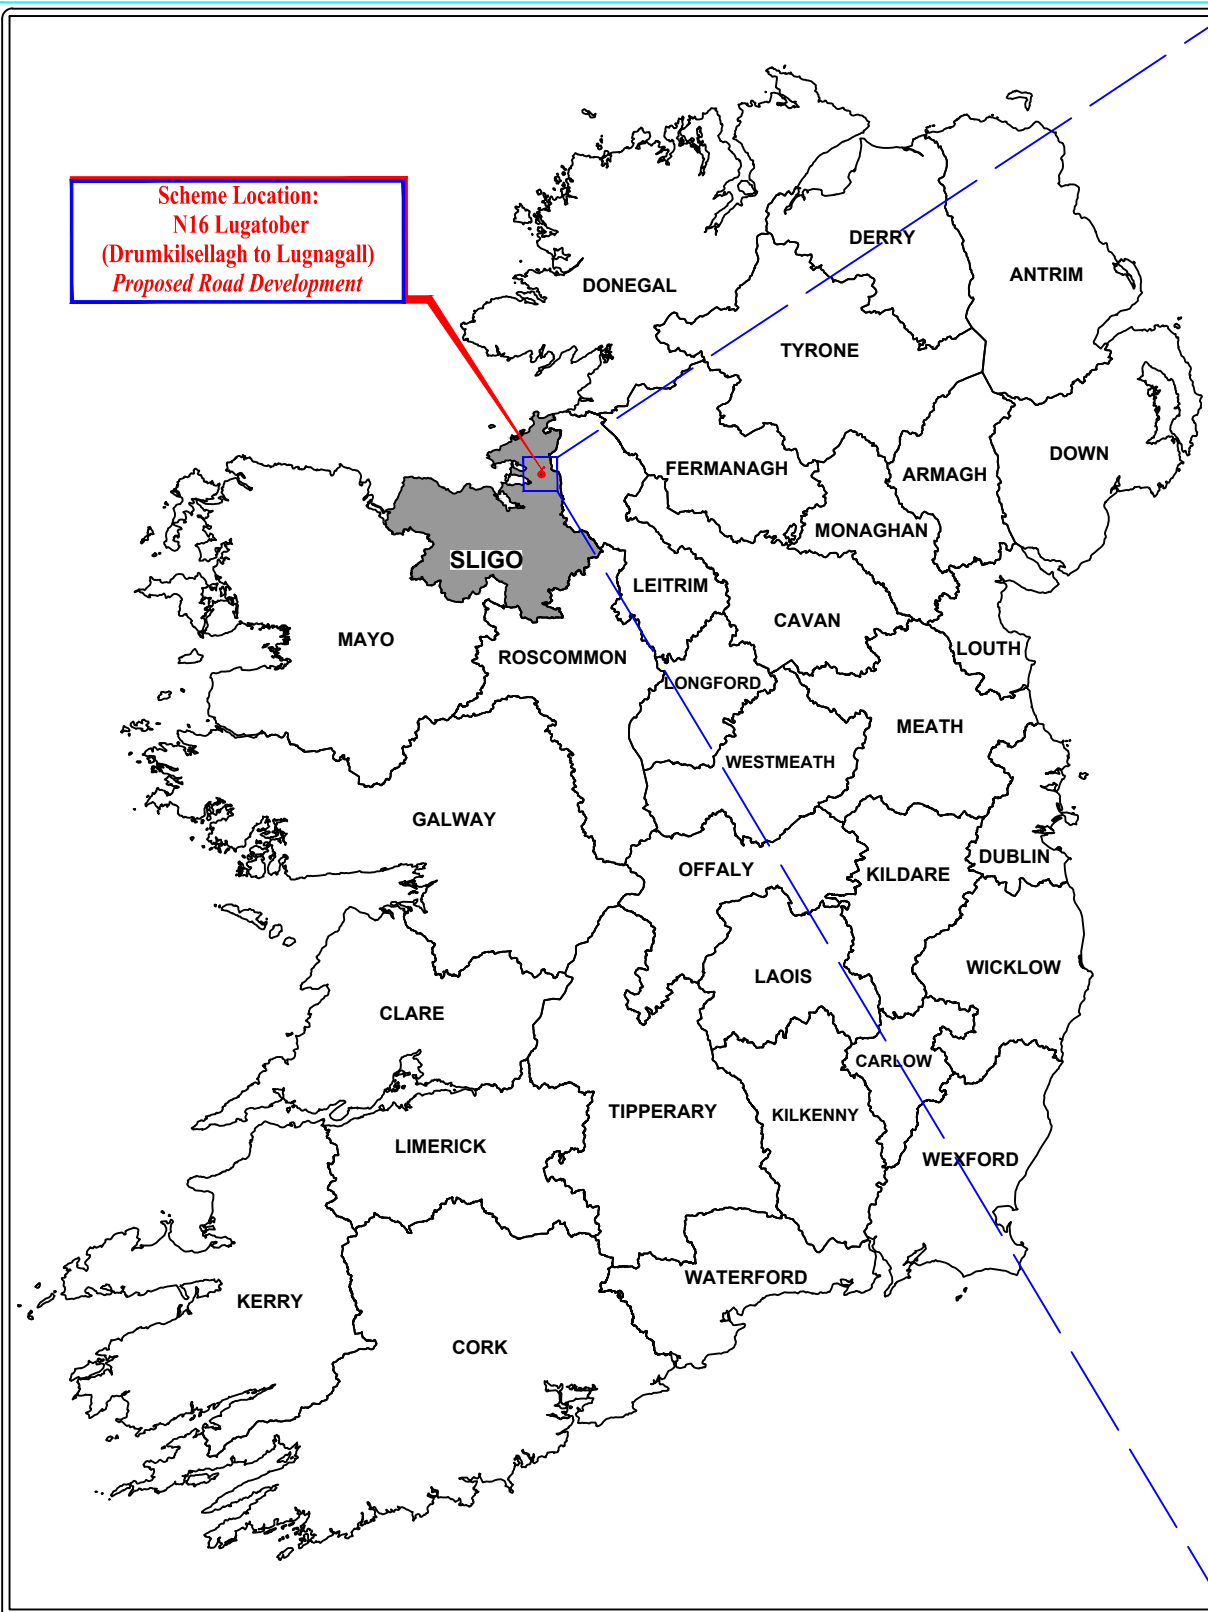 Scheme Location:
N16 Lugatober
(Drumkilsellagh to Lugnagall)
Proposed Road Development
DERRY
ANTRIM
DONEGAL
TYRONE
FERMANAGH
ARMAGH
DOWN
MONAGHAN
SLIGO
LEITRIM
CAVAN
MAYO
ROSCOMMON
LOUTH
LONGFORD
MEATH
WESTMEATH
GALWAY
OFFALY
KILDARE
DUBLIN
LAOIS
WICKLOW
CLARE
CARLOW
TIPPERARY
KILKENNY
LIMERICK
WEXFORD
WATERFORD
KERRY
CORK